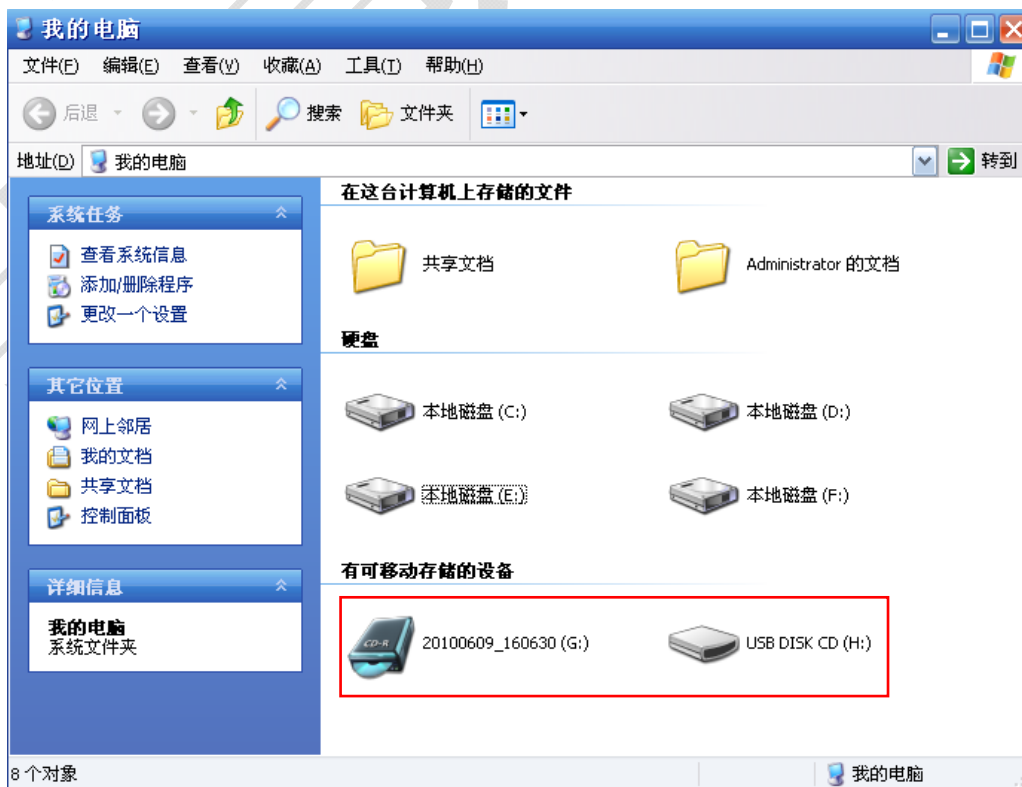 我的电脑
文件(F) 编辑(E) 查看(V) 收藏(A) 工具(T) 帮助(H)
后退 搜索 文件夹
地址(D) 我的电脑 转到
在这台计算机上存储的文件
系统任务
查看系统信息
添加/删除程序
更改一个设置
共享文档 Administrator 的文档
硬盘
其它位置
网上邻居
我的文档
共享文档
控制面板
本地磁盘 (C:) 本地磁盘 (D:)
本地磁盘 (E:) 本地磁盘 (F:)
有可移动存储的设备
详细信息
我的电脑
系统文件夹
CD-R
20100609_160630 (G:) USB DISK CD (H:)
8 个对象 我的电脑